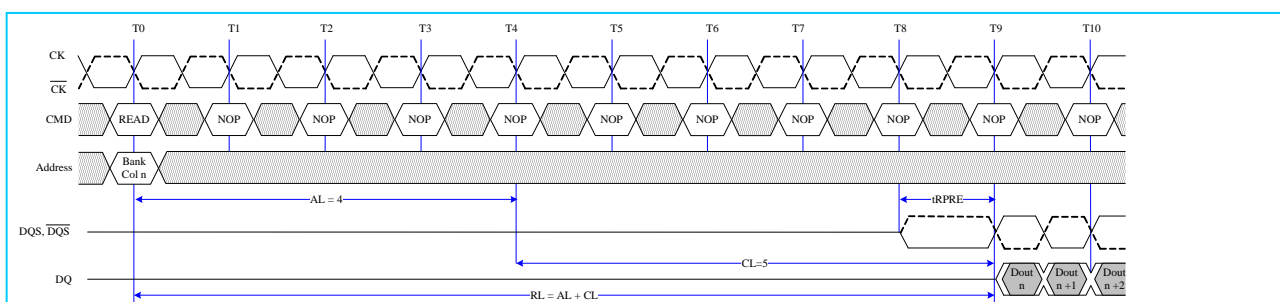 T0 T1 T2 T3 T4 T5 T6 T7 T8 T9 T10
CK
CK
CMD READ NOP NOP NOP NOP NOP NOP NOP NOP NOP NOP
Address Bank
Col n
AL = 4 tRPRE
DQS, DQS
CL=5
DQ Dout Dout Dout
n n +1 n +2
RL = AL + CL